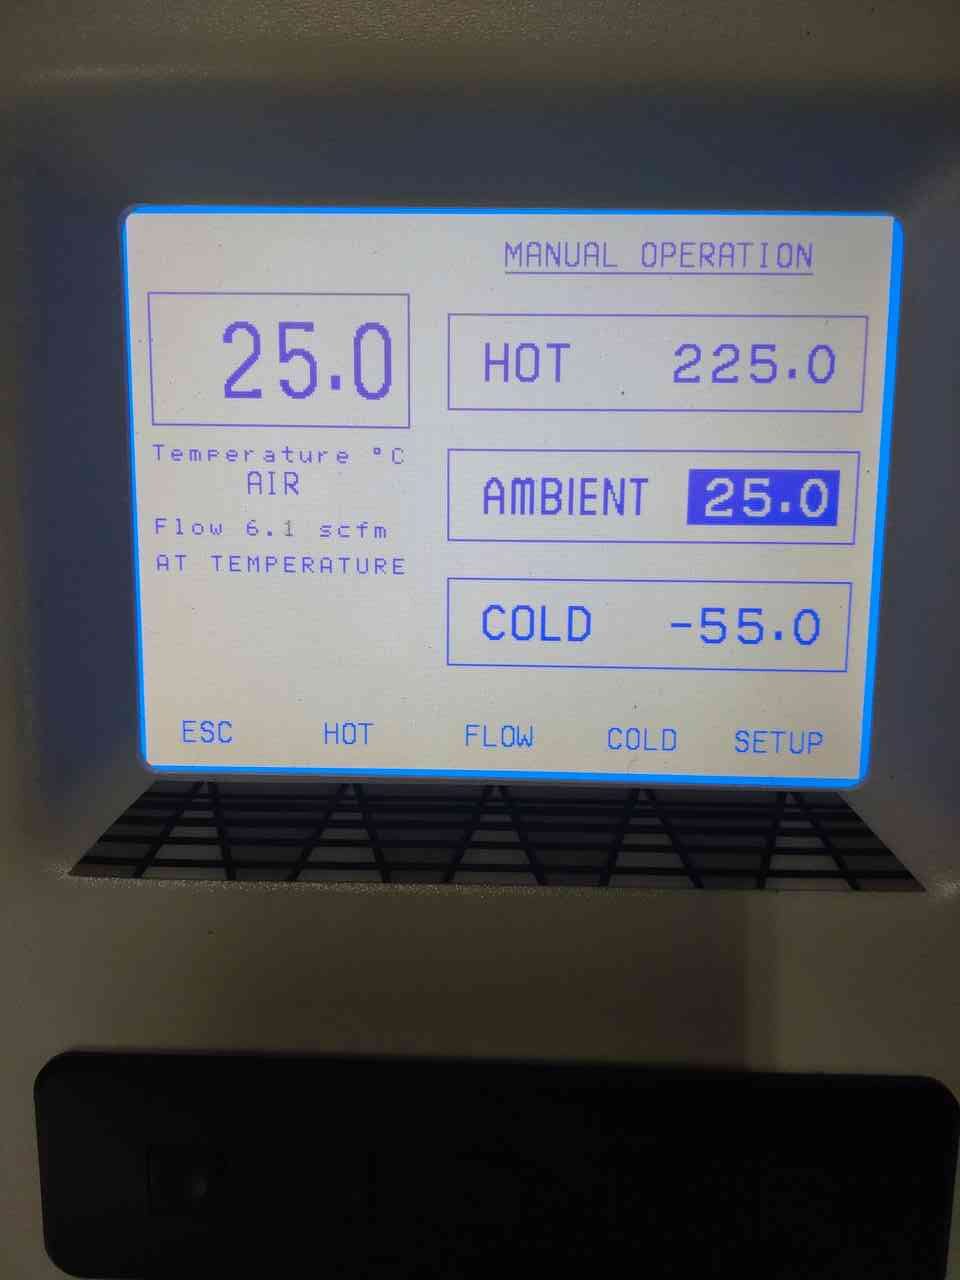 MANUAL OPERATION
25.0
Temperature °C
AIR
Flow 6.1 scfm
AT TEMPERATURE
HOT 225.0
AMBIENT 25.0
COLD -55.0
ESC HOT FLOW COLD SETUP